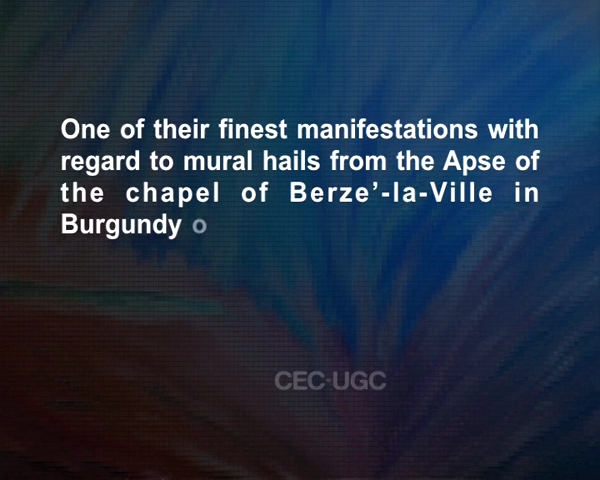 One of their finest manifestations with
regard to mural hails from the Apse of
the chapel of Berze’-la-Ville in
Burgundy o
CEC-UGC